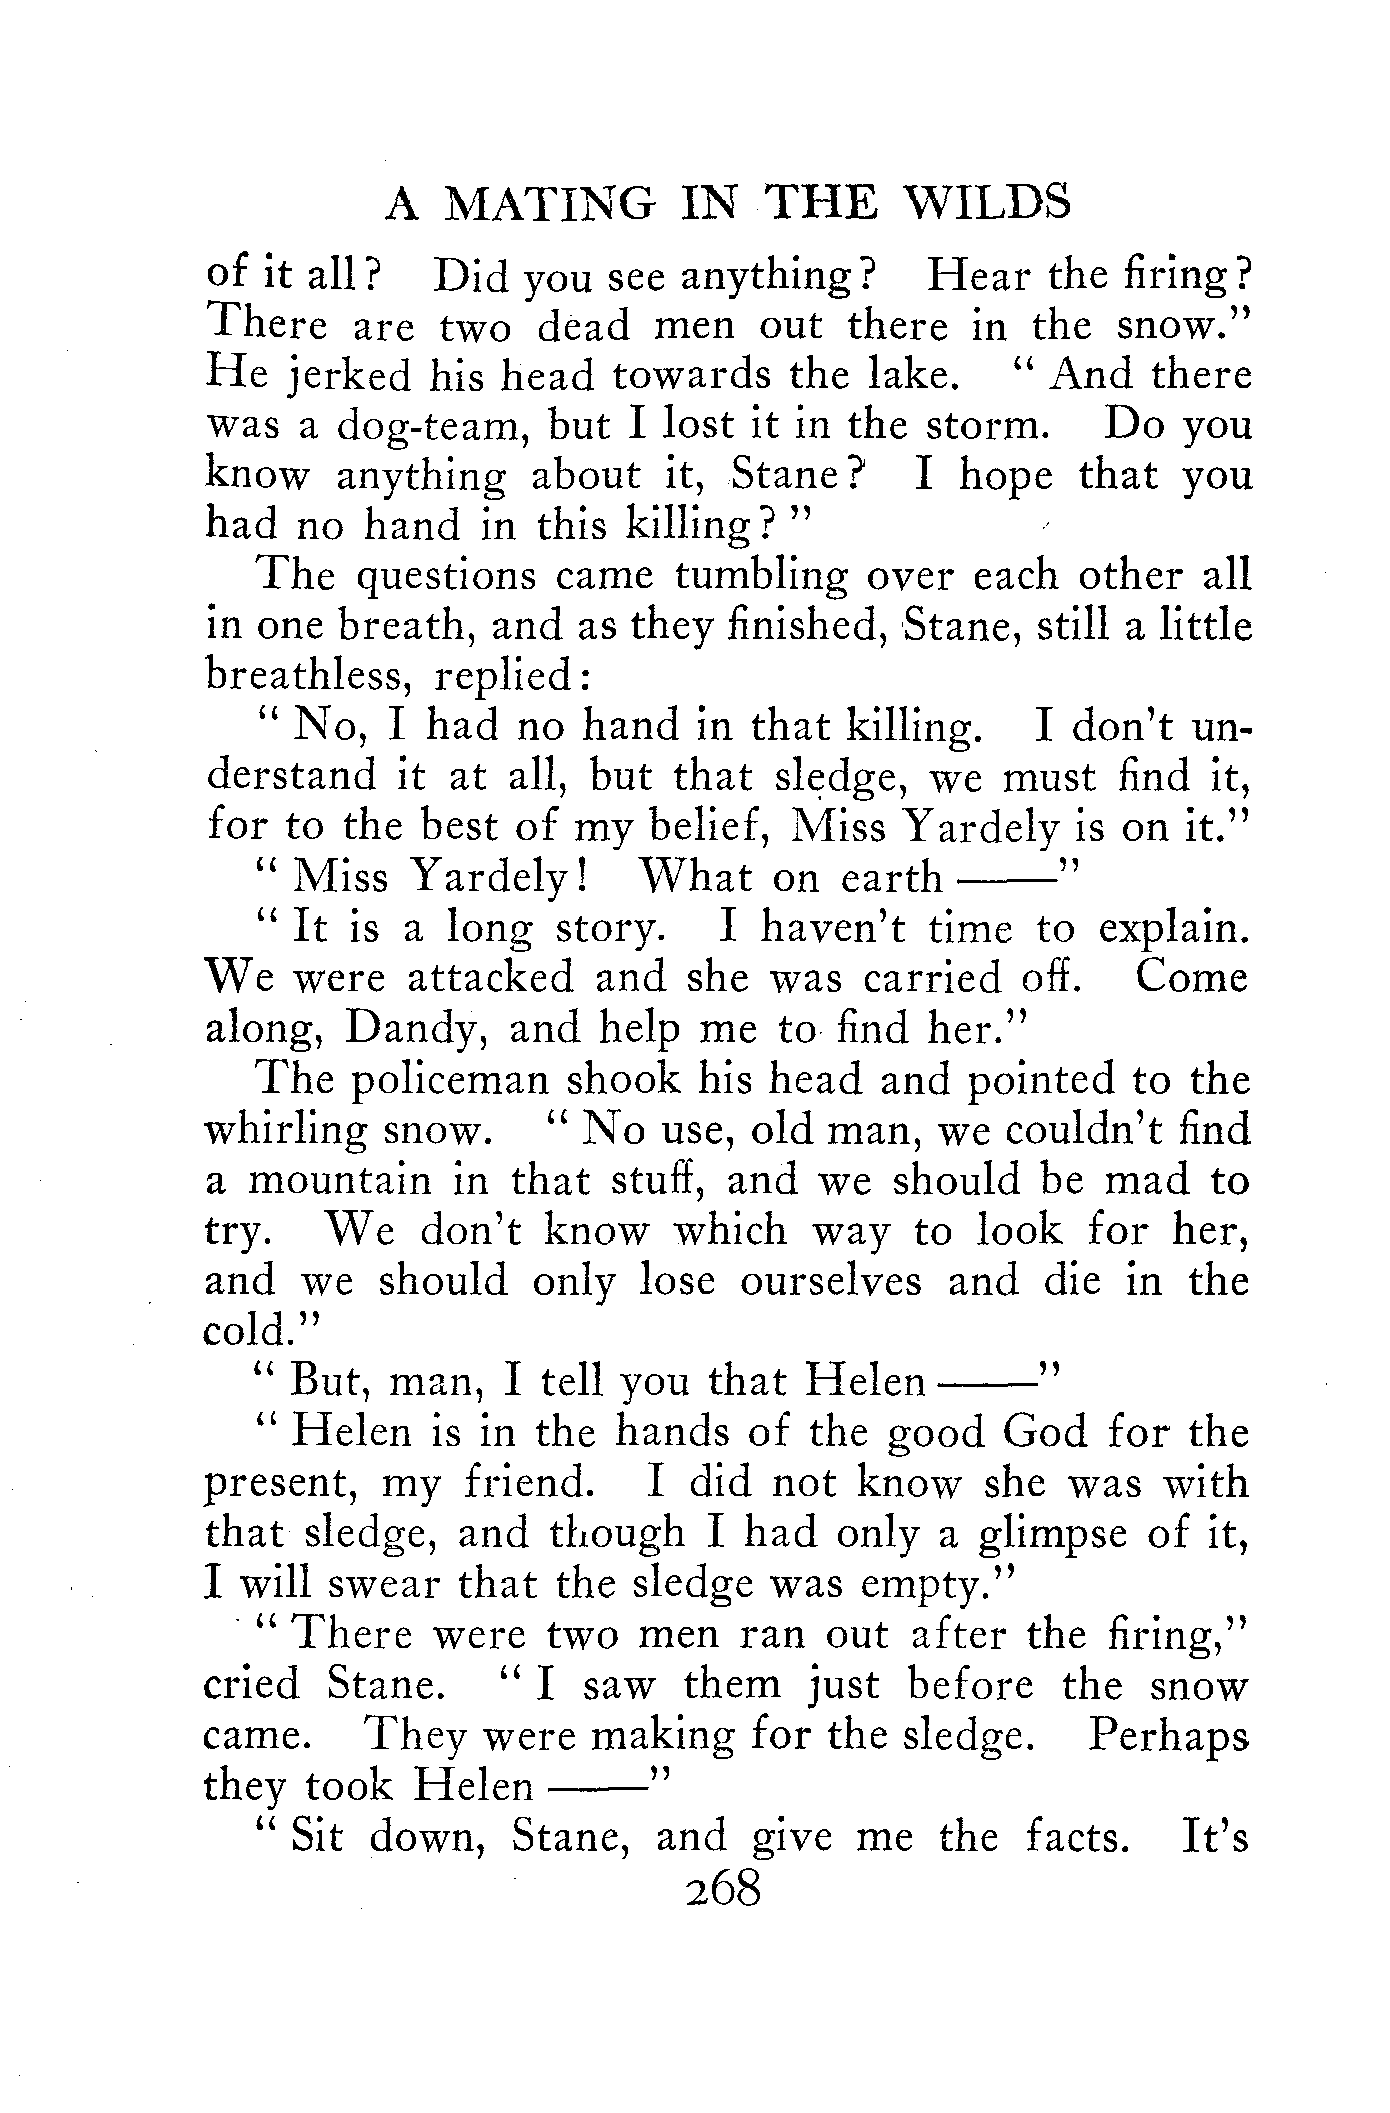 A MATING IN THE WILDS
of it all? Did you see anything? Hear the firing?
There are two dead men out there in the snow."
He jerked his head towards the lake. " And there
was a dog-team, but I lost it in the storm. Do you
know anything about it, Stane? I hope that you
had no hand in this killing? "
The questions came tumbling over each other all
in one breath, and as they finished, Stane, still a little
breathless, replied:
" No, I had no hand in that killing. I don't un-
derstand it at all, but that sledge, we must find it,
for to the best of my belief, Miss Yardely is on it."
" Miss Yardely! What on earth ——"
" It is a long story. I haven't time to explain.
We were attacked and she was carried off. Come
along, Dandy, and help me to find her."
The policeman shook his head and pointed to the
whirling snow. " No use, old man, we couldn't find
a mountain in that stuff, and we should be mad to
try. We don't know which way to look for her,
and we should only lose ourselves and die in the
cold."
" But, man, I tell you that Helen ——"
" Helen is in the hands of the good God for the
present, my friend. I did not know she was with
that sledge, and though I had only a glimpse of it,
I will swear that the sledge was empty."
" There were two men ran out after the firing,"
cried Stane. " I saw them just before the snow
came. They were making for the sledge. Perhaps
they took Helen ——"
" Sit down, Stane, and give me the facts. It's
268